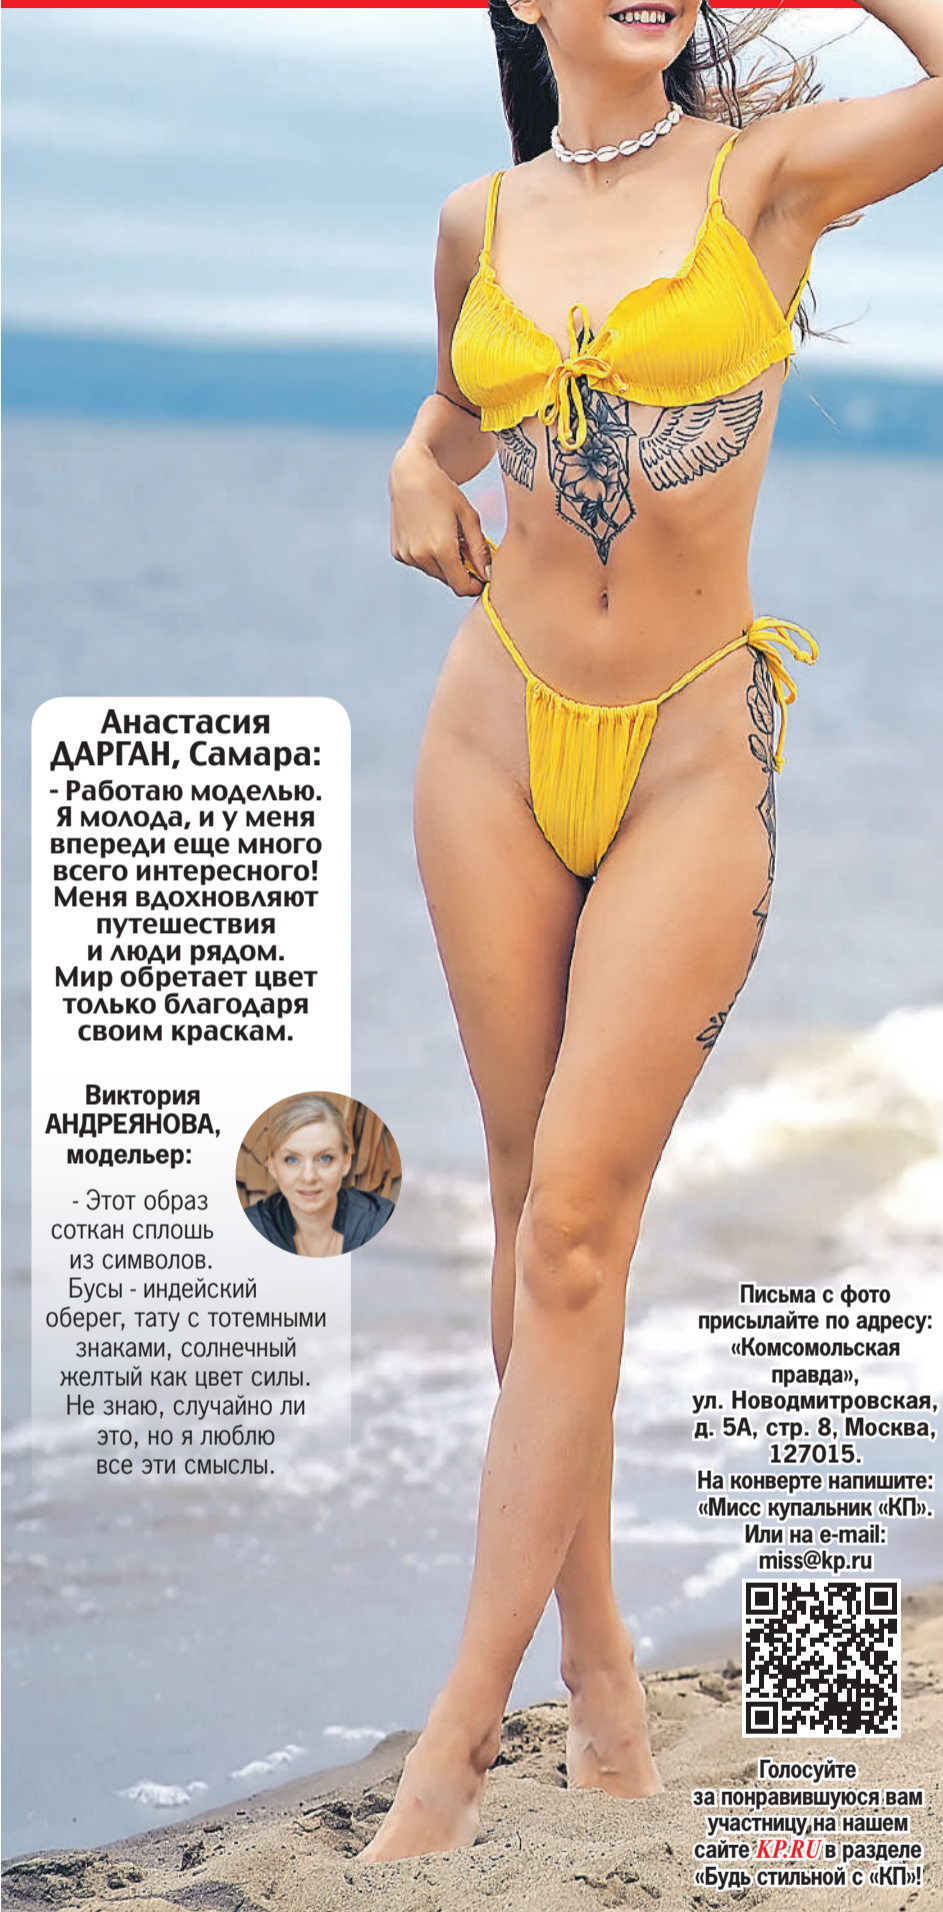 Анастасия
ДАРГАН, Самара:
- Работаю моделью.
Я молода, и у меня
впереди еще много
всего интересного!
Меня вдохновляют
путешествия
и люди рядом.
Мир обретает цвет
только благодаря
своим краскам.
Виктория
АНДРЕЯНОВА,
модельер:
- Этот образ
соткан сплошь
из символов.
Бусы - индейский
оберег, тату с тотемными
знаками, солнечный
желтый как цвет силы.
Не знаю, случайно ли
это, но я люблю
все эти смыслы.
Письма с фото
присылайте по адресу:
«Комсомольская
правда»,
ул. Новодмитровская,
д. 5А, стр. 8, Москва,
127015.
На конверте напишите:
«Мисс купальник «КП».
Или на e-mail:
miss@kp.ru
Голосуйте
за понравившуюся вам
участницу на нашем
сайте KP.RU в разделе
«Будь стильной с «КП»!